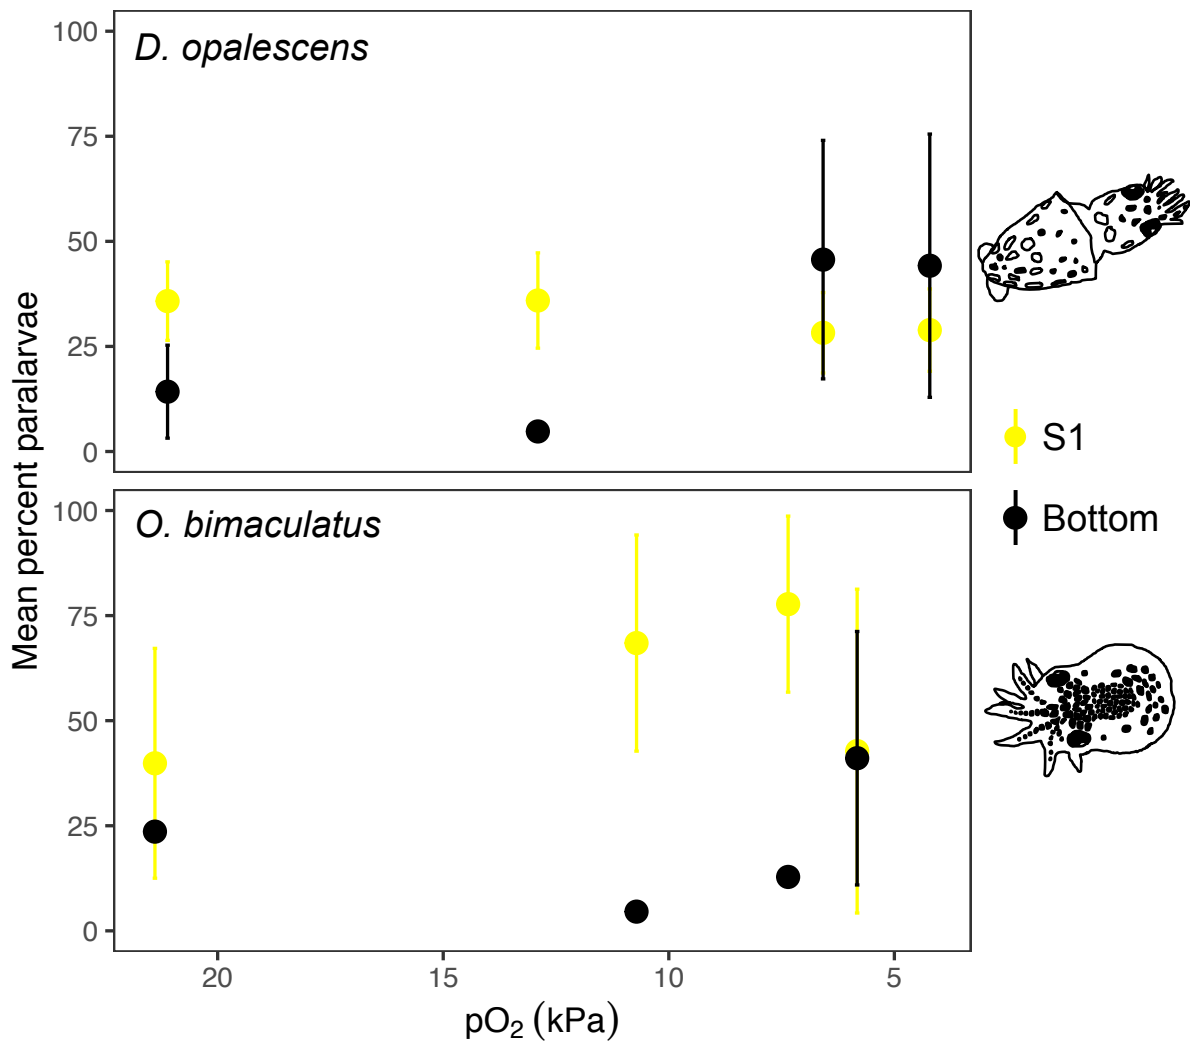 D. opalescens
100
75
50
25
0
Mean percent paralarvae
S1
Bottom
O. bimaculatus
100
75
50
25
0
20 15 10 5
pO₂ (kPa)